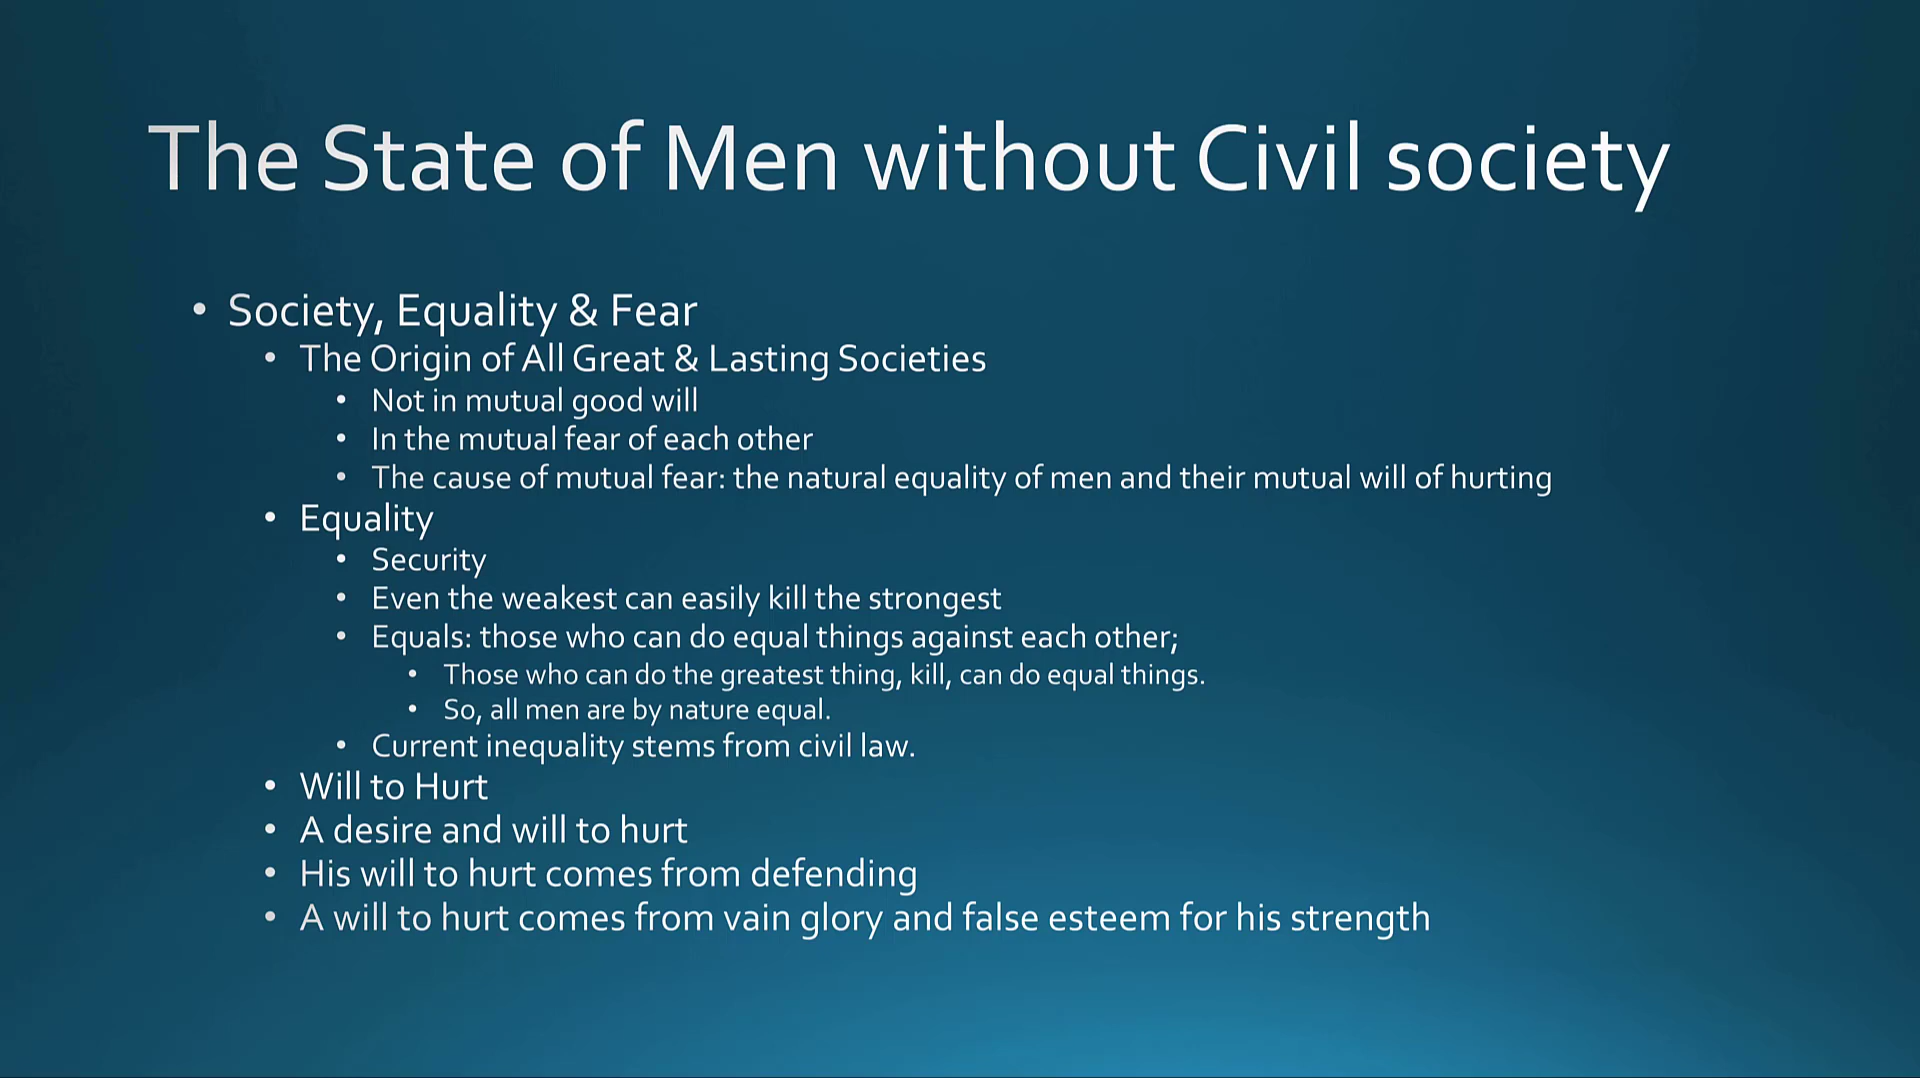 The State of Men without Civil society
• Society, Equality & Fear
• The Origin of All Great & Lasting Societies
• Not in mutual good will
• In the mutual fear of each other
• The cause of mutual fear: the natural equality of men and their mutual will of hurting
• Equality
• Security
• Even the weakest can easily kill the strongest
• Equals: those who can do equal things against each other;
• Those who can do the greatest thing, kill, can do equal things.
• So, all men are by nature equal.
• Current inequality stems from civil law.
• Will to Hurt
• A desire and will to hurt
• His will to hurt comes from defending
• A will to hurt comes from vain glory and false esteem for his strength